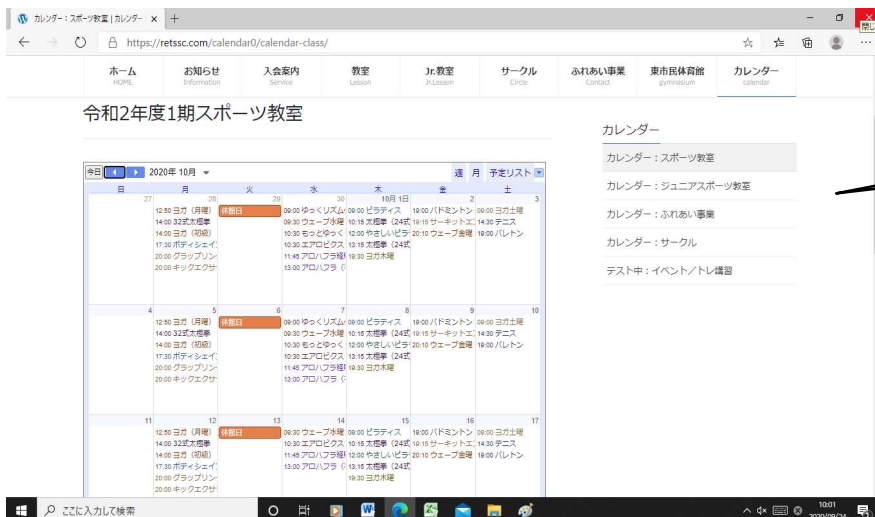 カレンダー：スポーツ教室 | カレンダー
https://retssc.com/calendar0/calendar-class/
ホーム お知らせ 入会案内 教室 Jr.教室 サークル ふれあい事業 東市民体育館 カレンダー
HOME Information Service Lesson Jr.Lesson Circle Contact gymnasium calendar
令和2年度1期スポーツ教室
カレンダー
カレンダー：スポーツ教室
カレンダー：ジュニアスポーツ教室
カレンダー：ふれあい事業
カレンダー：サークル
テスト中：イベント／トレ講習
今日 2020年 10月 週 月 予定リスト
日 月 火 水 木 金 土
27 28 29 30 10月 1日 2 3
12:50 ヨガ（月曜） 休館日 09:00 ゆっくリズム 09:00 ピラティス 19:00 バドミントン 09:00 ヨガ土曜
14:00 32式太極拳 09:30 ウェーブ水曜 10:15 太極拳（24式 19:15 サーキットエ 14:30 テニス
14:00 ヨガ（初級） 10:30 もっとゆっく 12:00 やさしいピラ 20:10 ウェーブ金曜 19:00 バレトン
17:30 ボディシェイ 10:30 エアロビクス 13:15 太極拳（24式
20:00 グラップリン 11:45 アロハフラ経 19:30 ヨガ木曜
20:00 キックエクサ 13:00 アロハフラ（
4 5 6 7 8 9 10
12:50 ヨガ（月曜） 休館日 09:00 ゆっくリズム 09:00 ピラティス 19:00 バドミントン 09:00 ヨガ土曜
14:00 32式太極拳 09:30 ウェーブ水曜 10:15 太極拳（24式 19:15 サーキットエ 14:30 テニス
14:00 ヨガ（初級） 10:30 もっとゆっく 12:00 やさしいピラ 20:10 ウェーブ金曜 19:00 バレトン
17:30 ボディシェイ 10:30 エアロビクス 13:15 太極拳（24式
20:00 グラップリン 11:45 アロハフラ経 19:30 ヨガ木曜
20:00 キックエクサ 13:00 アロハフラ（
11 12 13 14 15 16 17
12:50 ヨガ（月曜） 休館日 09:30 ウェーブ水曜 09:00 ピラティス 19:00 バドミントン 09:00 ヨガ土曜
14:00 32式太極拳 10:30 エアロビクス 10:15 太極拳（24式 19:15 サーキットエ 14:30 テニス
14:00 ヨガ（初級） 11:45 アロハフラ経 12:00 やさしいピラ 20:10 ウェーブ金曜 19:00 バレトン
17:30 ボディシェイ 13:00 アロハフラ（ 13:15 太極拳（24式
20:00 グラップリン 19:30 ヨガ木曜
20:00 キックエクサ
ここに入力して検索
10:01
2020/09/24